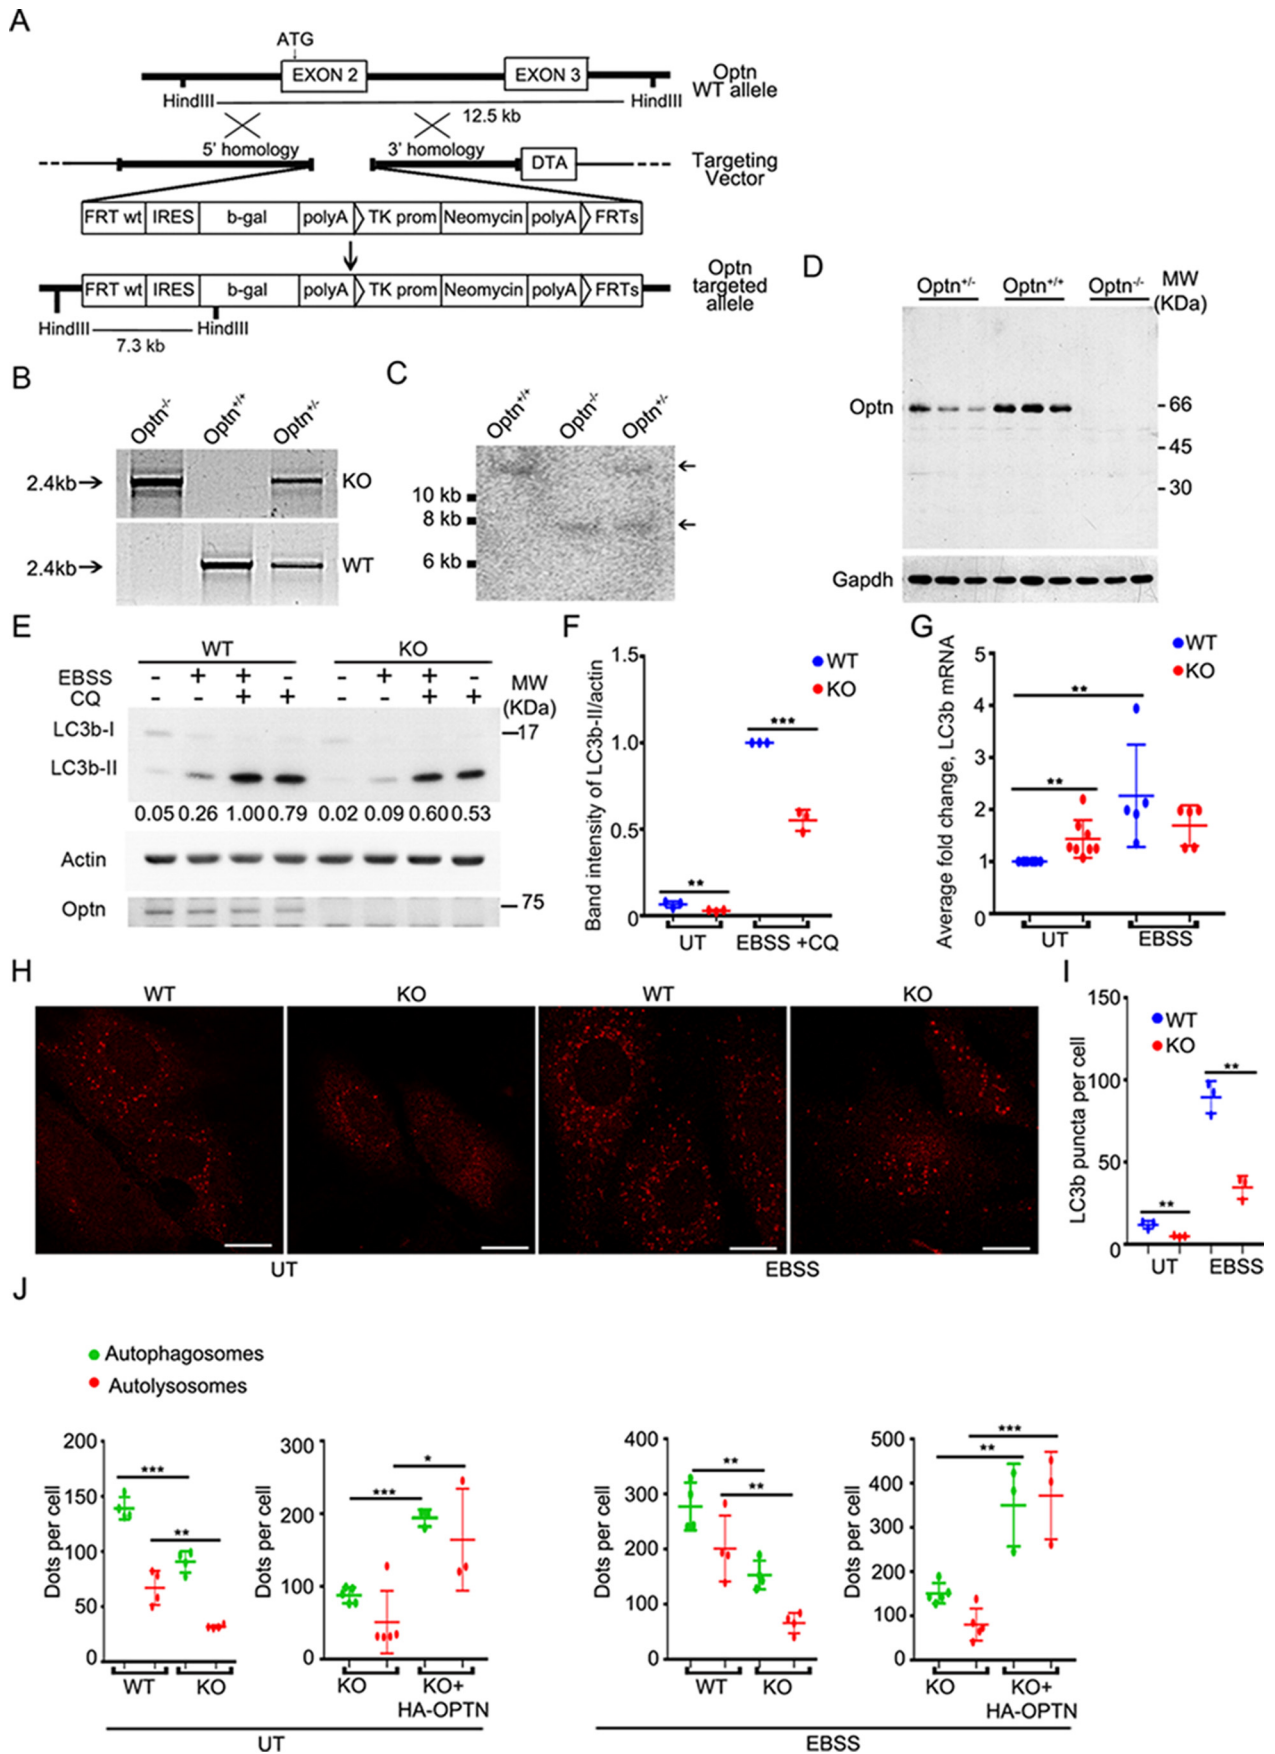 A
ATG
EXON 2
EXON 3
Optn
WT allele
HindIII
HindIII
12.5 kb
5' homology
3' homology
DTA
Targeting
Vector
FRT wt IRES b-gal polyA TK prom Neomycin polyA FRTs
Optn
targeted
allele
FRT wt IRES b-gal polyA TK prom Neomycin polyA FRTs
HindIII
HindIII
7.3 kb
B
Optn-/-
Optn+/+
Optn+/-
2.4kb
KO
2.4kb
WT
C
Optn+/+
Optn-/-
Optn+/-
10 kb
8 kb
6 kb
D
Optn+/- Optn+/+ Optn-/-
MW
(KDa)
Optn
66
45
30
Gapdh
E
WT KO
EBSS - + + - - + + -
CQ - - + + - - + +
MW
(KDa)
LC3b-I
17
LC3b-II
0.05 0.26 1.00 0.79 0.02 0.09 0.60 0.53
Actin
Optn
75
F
Band intensity of LC3b-II/actin
1.5
1.0
0.5
0
WT
KO
***
**
UT EBSS +CQ
G
Average fold change, LC3b mRNA
5
4
3
2
1
0
WT
KO
**
**
UT EBSS
H
WT KO WT KO
UT EBSS
I
LC3b puncta per cell
150
100
50
0
WT
KO
**
**
UT EBSS
J
Autophagosomes
Autolysosomes
Dots per cell
200
150
100
50
0
***
**
WT KO
Dots per cell
300
200
100
0
*
***
KO KO+
HA-OPTN
UT
Dots per cell
400
300
200
100
0
**
**
WT KO
Dots per cell
500
400
300
200
100
0
***
**
KO KO+
HA-OPTN
EBSS